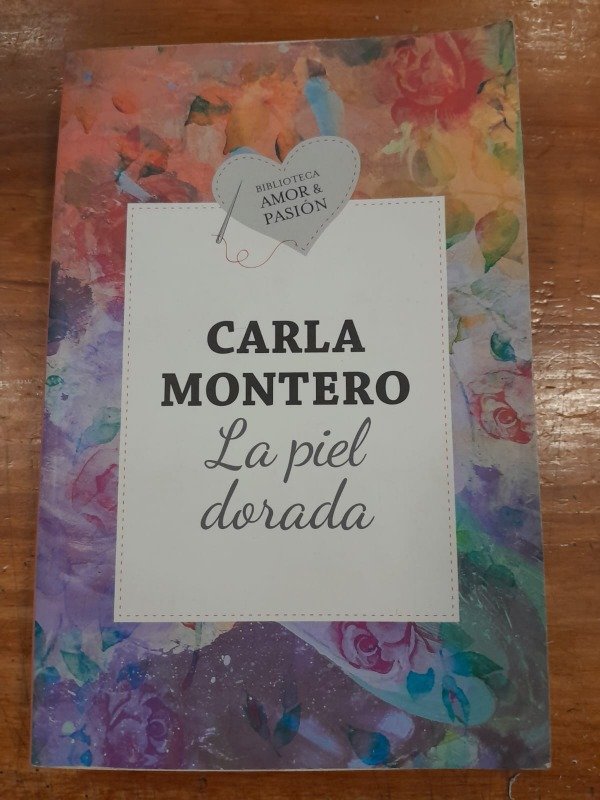 BIBLIOTECA
AMOR &
PASIÓN
CARLA
MONTERO
La piel
dorada